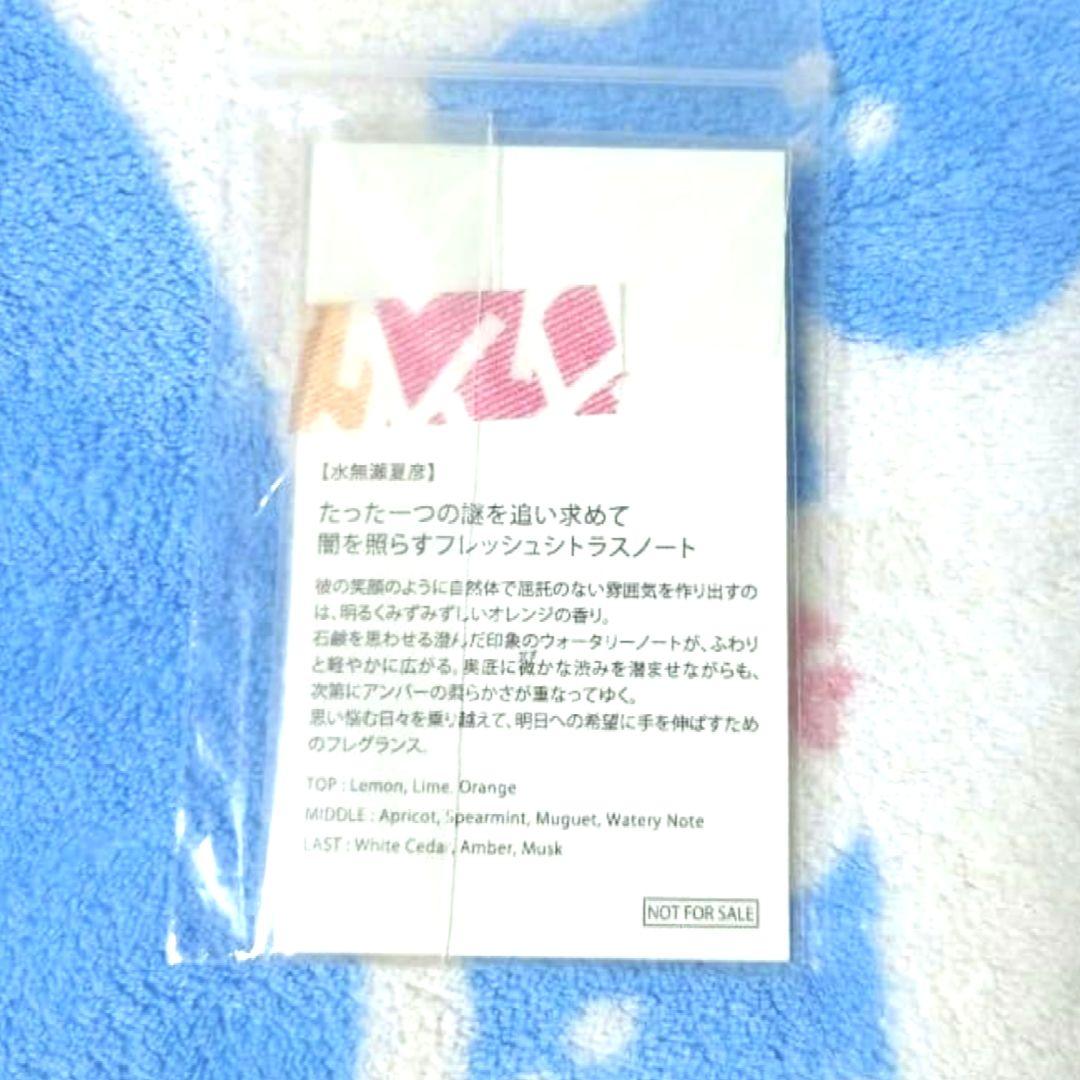 【水無瀬夏彦】
たった一つの謎を追い求めて
闇を照らすフレッシュシトラスノート
彼の笑顔のように自然体で屈託のない雰囲気を作り出すの
は、明るくみずみずしいオレンジの香り。
石鹸を思わせる澄んだ印象のウォータリーノートが、ふわり
と軽やかに広がる。奥底に微かな渋みを潜ませながらも、
次第にアンバーの柔らかさが重なってゆく。
思い悩む日々を乗り越えて、明日への希望に手を伸ばすため
のフレグランス。
TOP : Lemon, Lime, Orange
MIDDLE : Apricot, Spearmint, Muguet, Watery Note
LAST : White Cedar, Amber, Musk
NOT FOR SALE